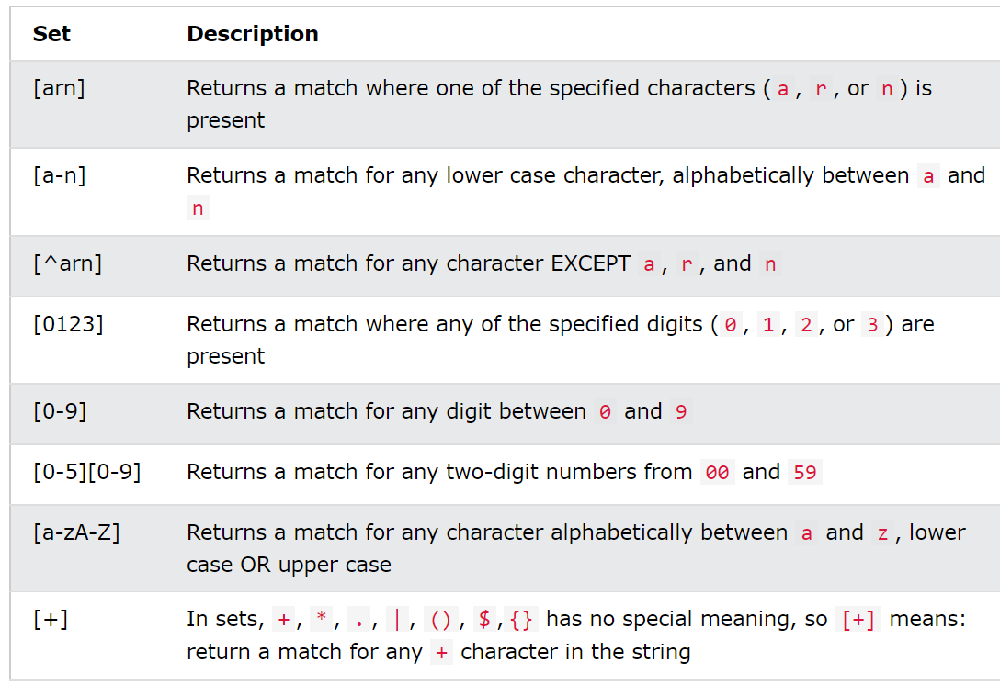 Set Description
[arn] Returns a match where one of the specified characters ( a , r , or n ) is
present
[a-n] Returns a match for any lower case character, alphabetically between a and
n
[^arn] Returns a match for any character EXCEPT a , r , and n
[0123] Returns a match where any of the specified digits ( 0 , 1 , 2 , or 3 ) are
present
[0-9] Returns a match for any digit between 0 and 9
[0-5][0-9] Returns a match for any two-digit numbers from 00 and 59
[a-zA-Z] Returns a match for any character alphabetically between a and z , lower
case OR upper case
[+] In sets, + , * , . , | , () , $ , {} has no special meaning, so [+] means:
return a match for any + character in the string